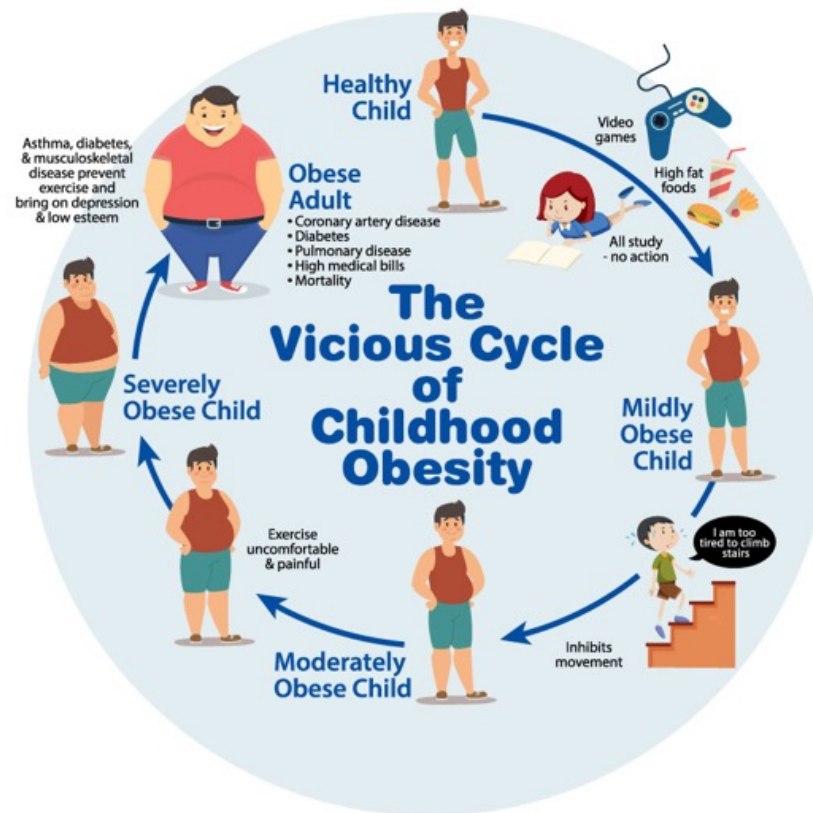 Healthy
Child
Video
games
High fat
foods
All study
- no action
Mildly
Obese
Child
I am too
tired to climb
stairs
Inhibits
movement
Moderately
Obese Child
Exercise
uncomfortable
& painful
Severely
Obese Child
Asthma, diabetes,
& musculoskeletal
disease prevent
exercise and
bring on depression
& low esteem
Obese
Adult
• Coronary artery disease
• Diabetes
• Pulmonary disease
• High medical bills
• Mortality
The
Vicious Cycle
of
Childhood
Obesity